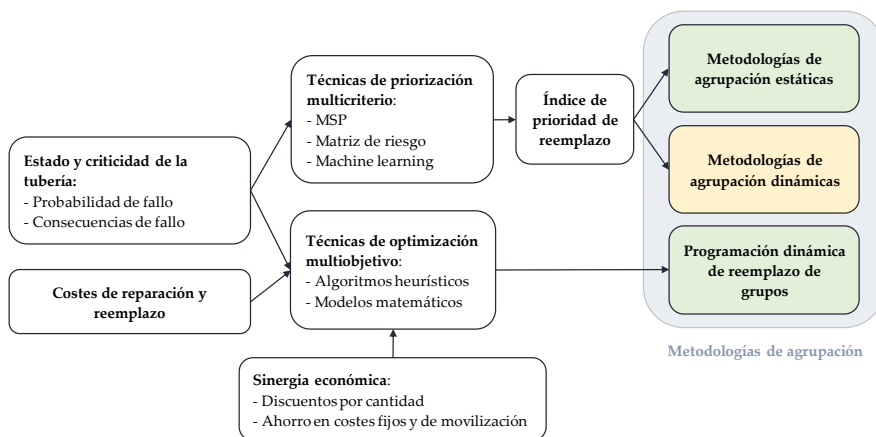 Estado y criticidad de la
tubería:
- Probabilidad de fallo
- Consecuencias de fallo
Costes de reparación y
reemplazo
Técnicas de priorización
multicriterio:
- MSP
- Matriz de riesgo
- Machine learning
Técnicas de optimización
multiobjetivo:
- Algoritmos heurísticos
- Modelos matemáticos
Sinergia económica:
- Discuentos por cantidad
- Ahorro en costes fijos y de movilización
Índice de
prioridad de
reemplazo
Metodologías de
agrupación estáticas
Metodologías de
agrupación dinámicas
Programación dinámica
de reemplazo de
grupos
Metodologías de agrupación